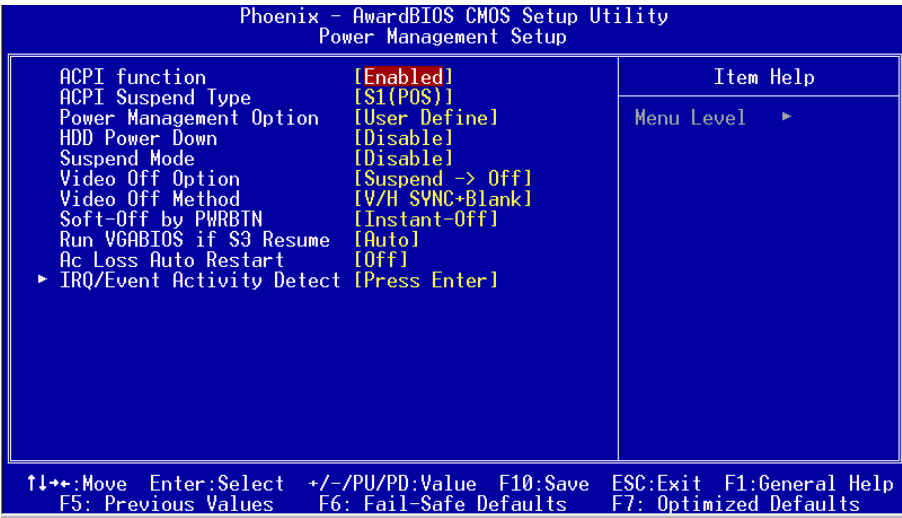 Phoenix - AwardBIOS CMOS Setup Utility
Power Management Setup
ACPI function [Enabled]
ACPI Suspend Type [S1(POS)]
Power Management Option [User Define]
HDD Power Down [Disable]
Suspend Mode [Disable]
Video Off Option [Suspend -> Off]
Video Off Method [V/H SYNC+Blank]
Soft-Off by PWRBTN [Instant-Off]
Run VGABIOS if S3 Resume [Auto]
Ac Loss Auto Restart [Off]
► IRQ/Event Activity Detect [Press Enter]
Item Help
Menu Level ►
↑↓→←:Move Enter:Select +/-/PU/PD:Value F10:Save ESC:Exit F1:General Help
F5: Previous Values F6: Fail-Safe Defaults F7: Optimized Defaults